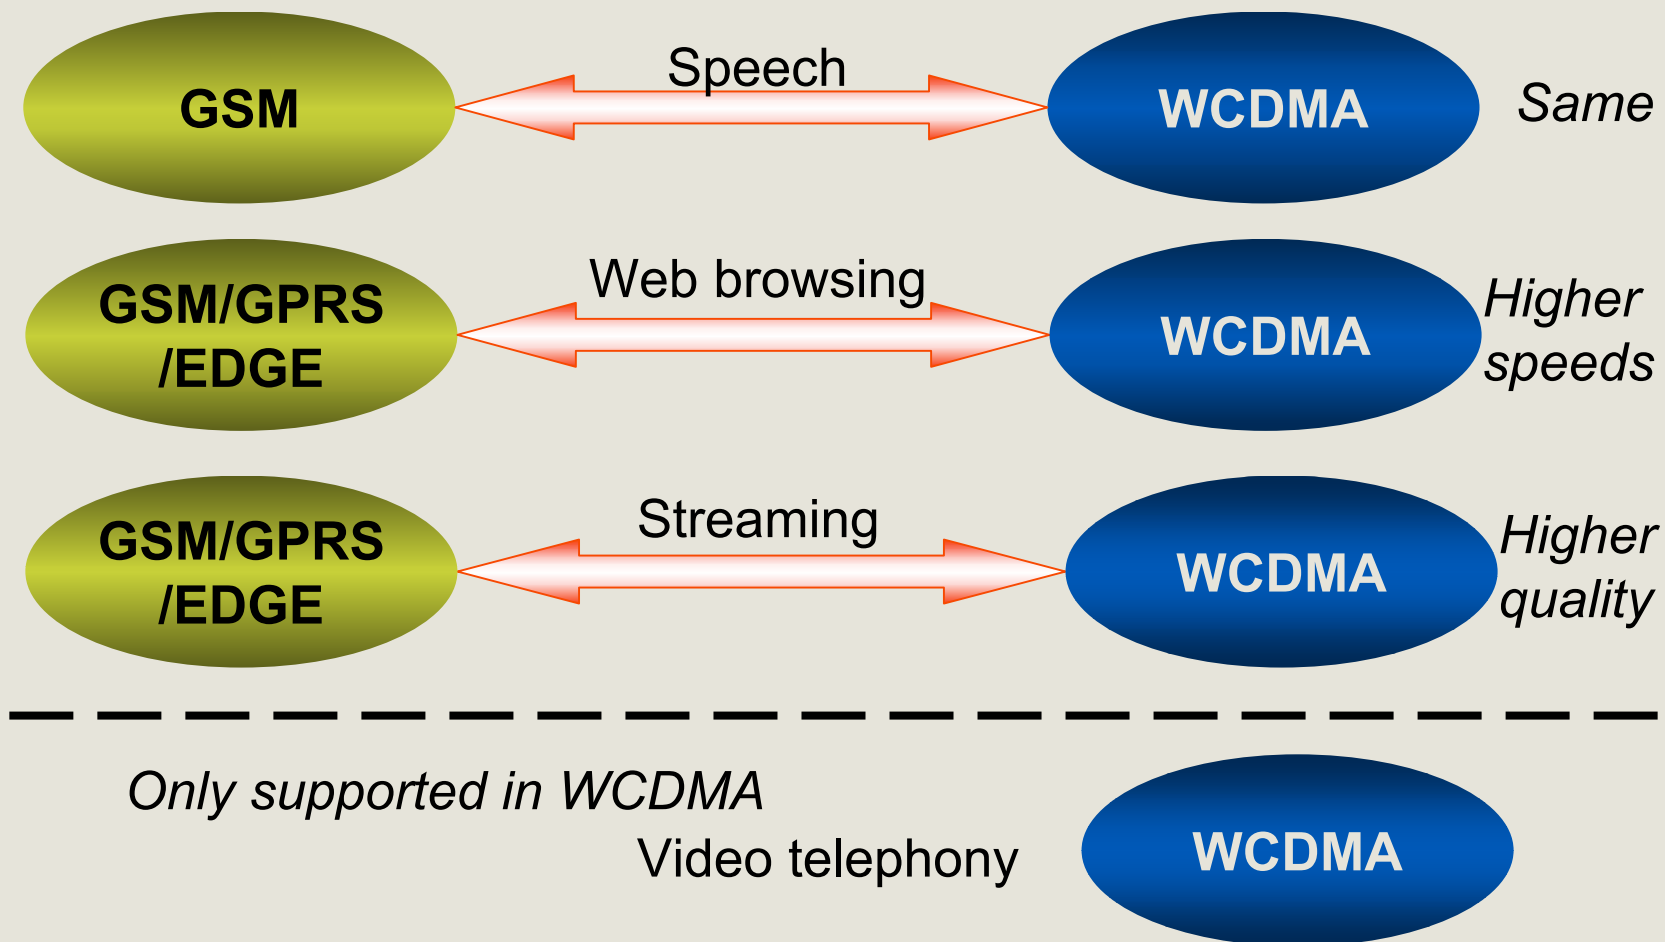 Speech
GSM
WCDMA
Same
Web browsing
GSM/GPRS
/EDGE
WCDMA
Higher
speeds
Streaming
GSM/GPRS
/EDGE
WCDMA
Higher
quality
Only supported in WCDMA
Video telephony
WCDMA